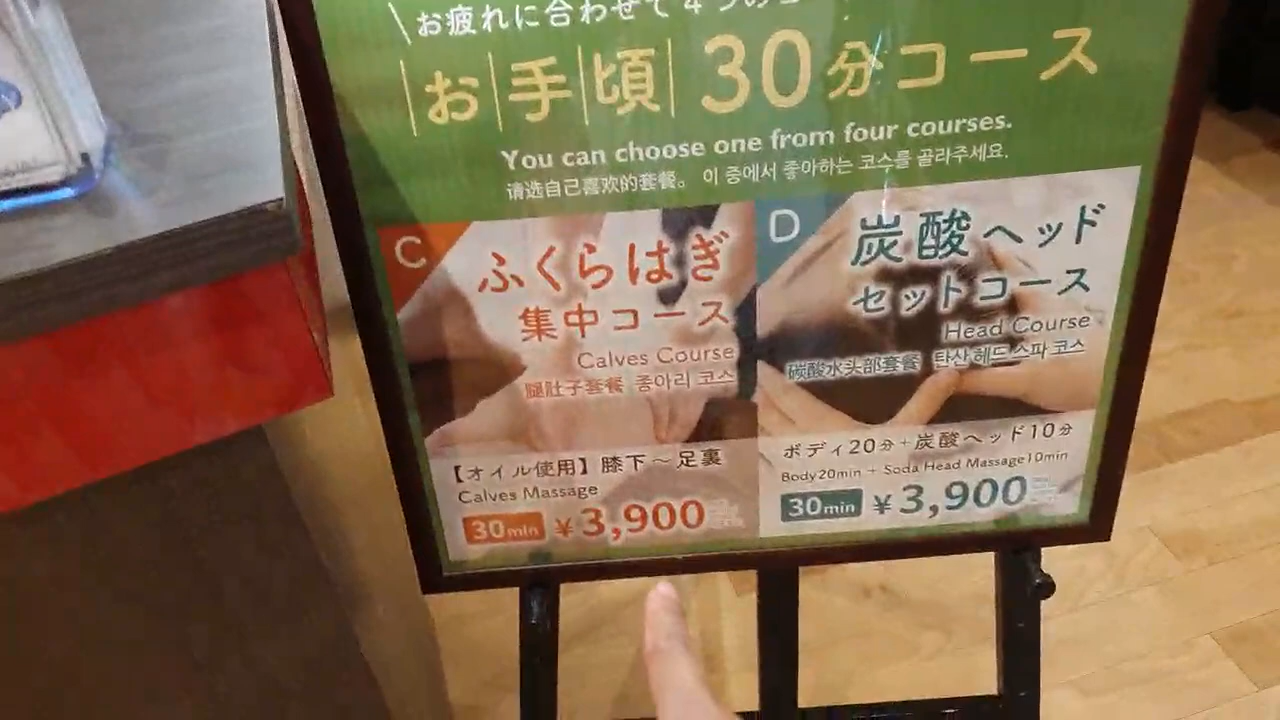 お疲れに合わせて4つの
お手頃 30分コース
You can choose one from four courses.
请选自己喜欢的套餐。 이 중에서 좋아하는 코스를 골라주세요.
C
ふくらはぎ
集中コース
Calves Course
腿肚子套餐 종아리 코스
【オイル使用】膝下～足裏
Calves Massage
30min ¥3,900
D
炭酸ヘッド
セットコース
Head Course
碳酸水头部套餐 탄산 헤드 스파 코스
ボディ20分+炭酸ヘッド10分
Body20min + Soda Head Massage10min
30min ¥3,900